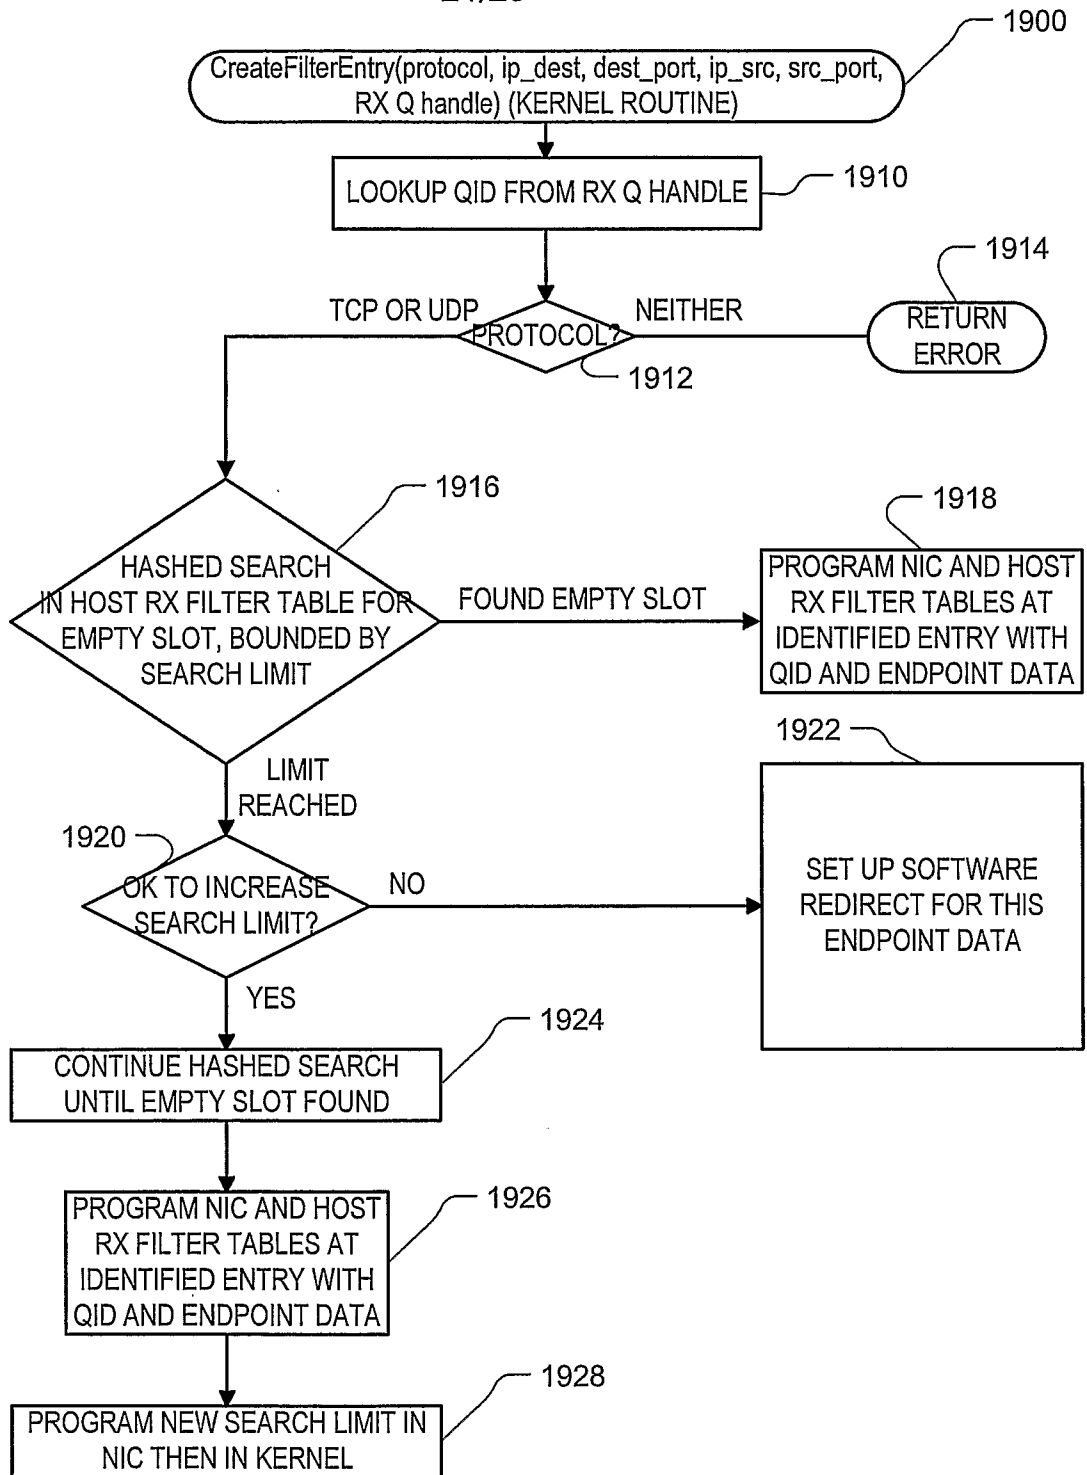 1900
CreateFilterEntry(protocol, ip_dest, dest_port, ip_src, src_port,
RX Q handle) (KERNEL ROUTINE)
LOOKUP QID FROM RX Q HANDLE
1910
1914
TCP OR UDP
PROTOCOL?
NEITHER
RETURN
ERROR
1912
1916
1918
HASHED SEARCH
IN HOST RX FILTER TABLE FOR
EMPTY SLOT, BOUNDED BY
SEARCH LIMIT
FOUND EMPTY SLOT
PROGRAM NIC AND HOST
RX FILTER TABLES AT
IDENTIFIED ENTRY WITH
QID AND ENDPOINT DATA
1922
LIMIT
REACHED
1920
OK TO INCREASE
SEARCH LIMIT?
NO
SET UP SOFTWARE
REDIRECT FOR THIS
ENDPOINT DATA
YES
1924
CONTINUE HASHED SEARCH
UNTIL EMPTY SLOT FOUND
1926
PROGRAM NIC AND HOST
RX FILTER TABLES AT
IDENTIFIED ENTRY WITH
QID AND ENDPOINT DATA
1928
PROGRAM NEW SEARCH LIMIT IN
NIC THEN IN KERNEL